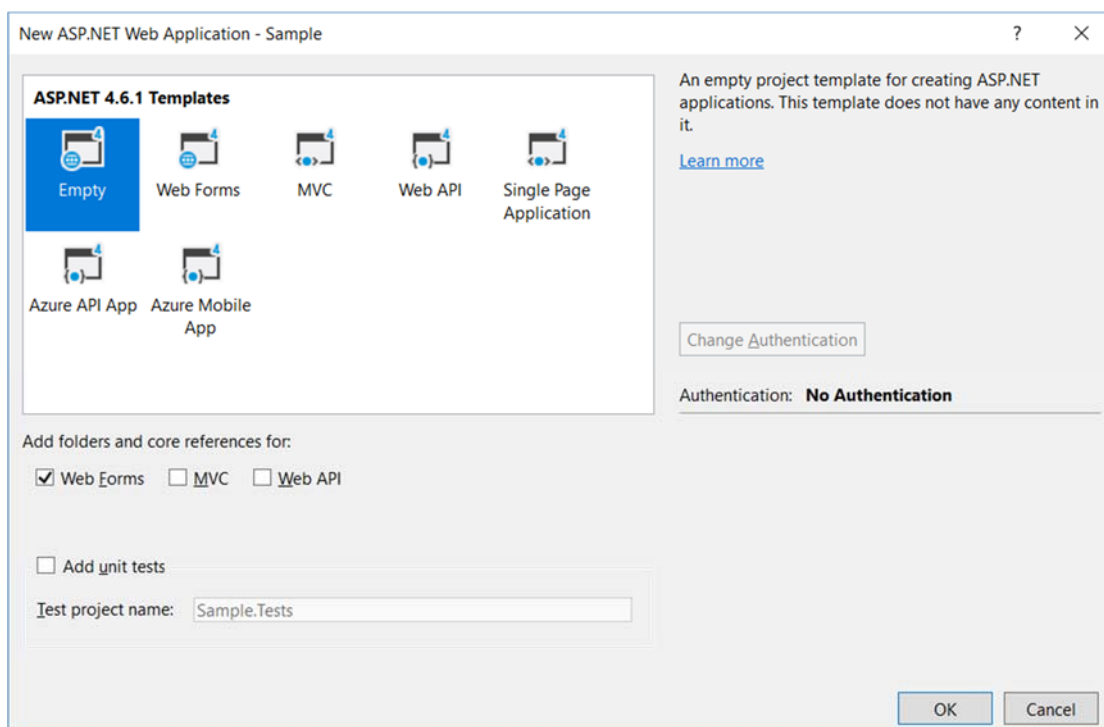 New ASP.NET Web Application - Sample
?
ASP.NET 4.6.1 Templates
4
4
4
4
4
Empty
Web Forms
MVC
Web API
Single Page
Application
4
4
Azure API App
Azure Mobile
App
An empty project template for creating ASP.NET
applications. This template does not have any content in
it.
Learn more
Change Authentication
Authentication: No Authentication
Add folders and core references for:
Web Forms
MVC
Web API
Add unit tests
Test project name:
Sample.Tests
OK
Cancel